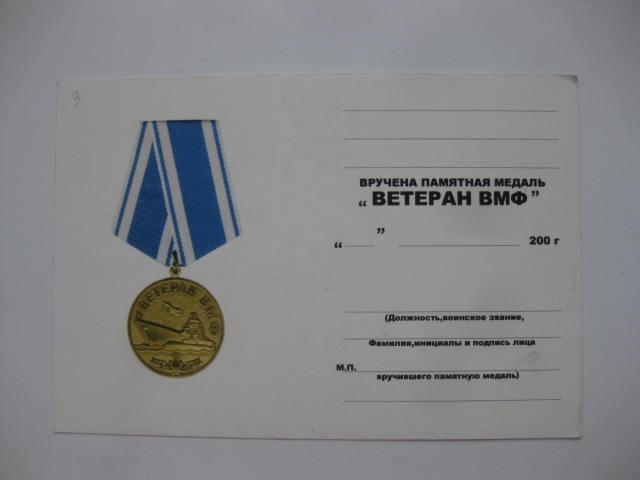 3
ВЕТЕРАН ВМФ
ВРУЧЕНА ПАМЯТНАЯ МЕДАЛЬ
„ ВЕТЕРАН ВМФ ”
„ ” 200 г
(Должность,воинское звание,
Фамилия,инициалы и подпись лица
М.П.
вручившего памятную медаль)